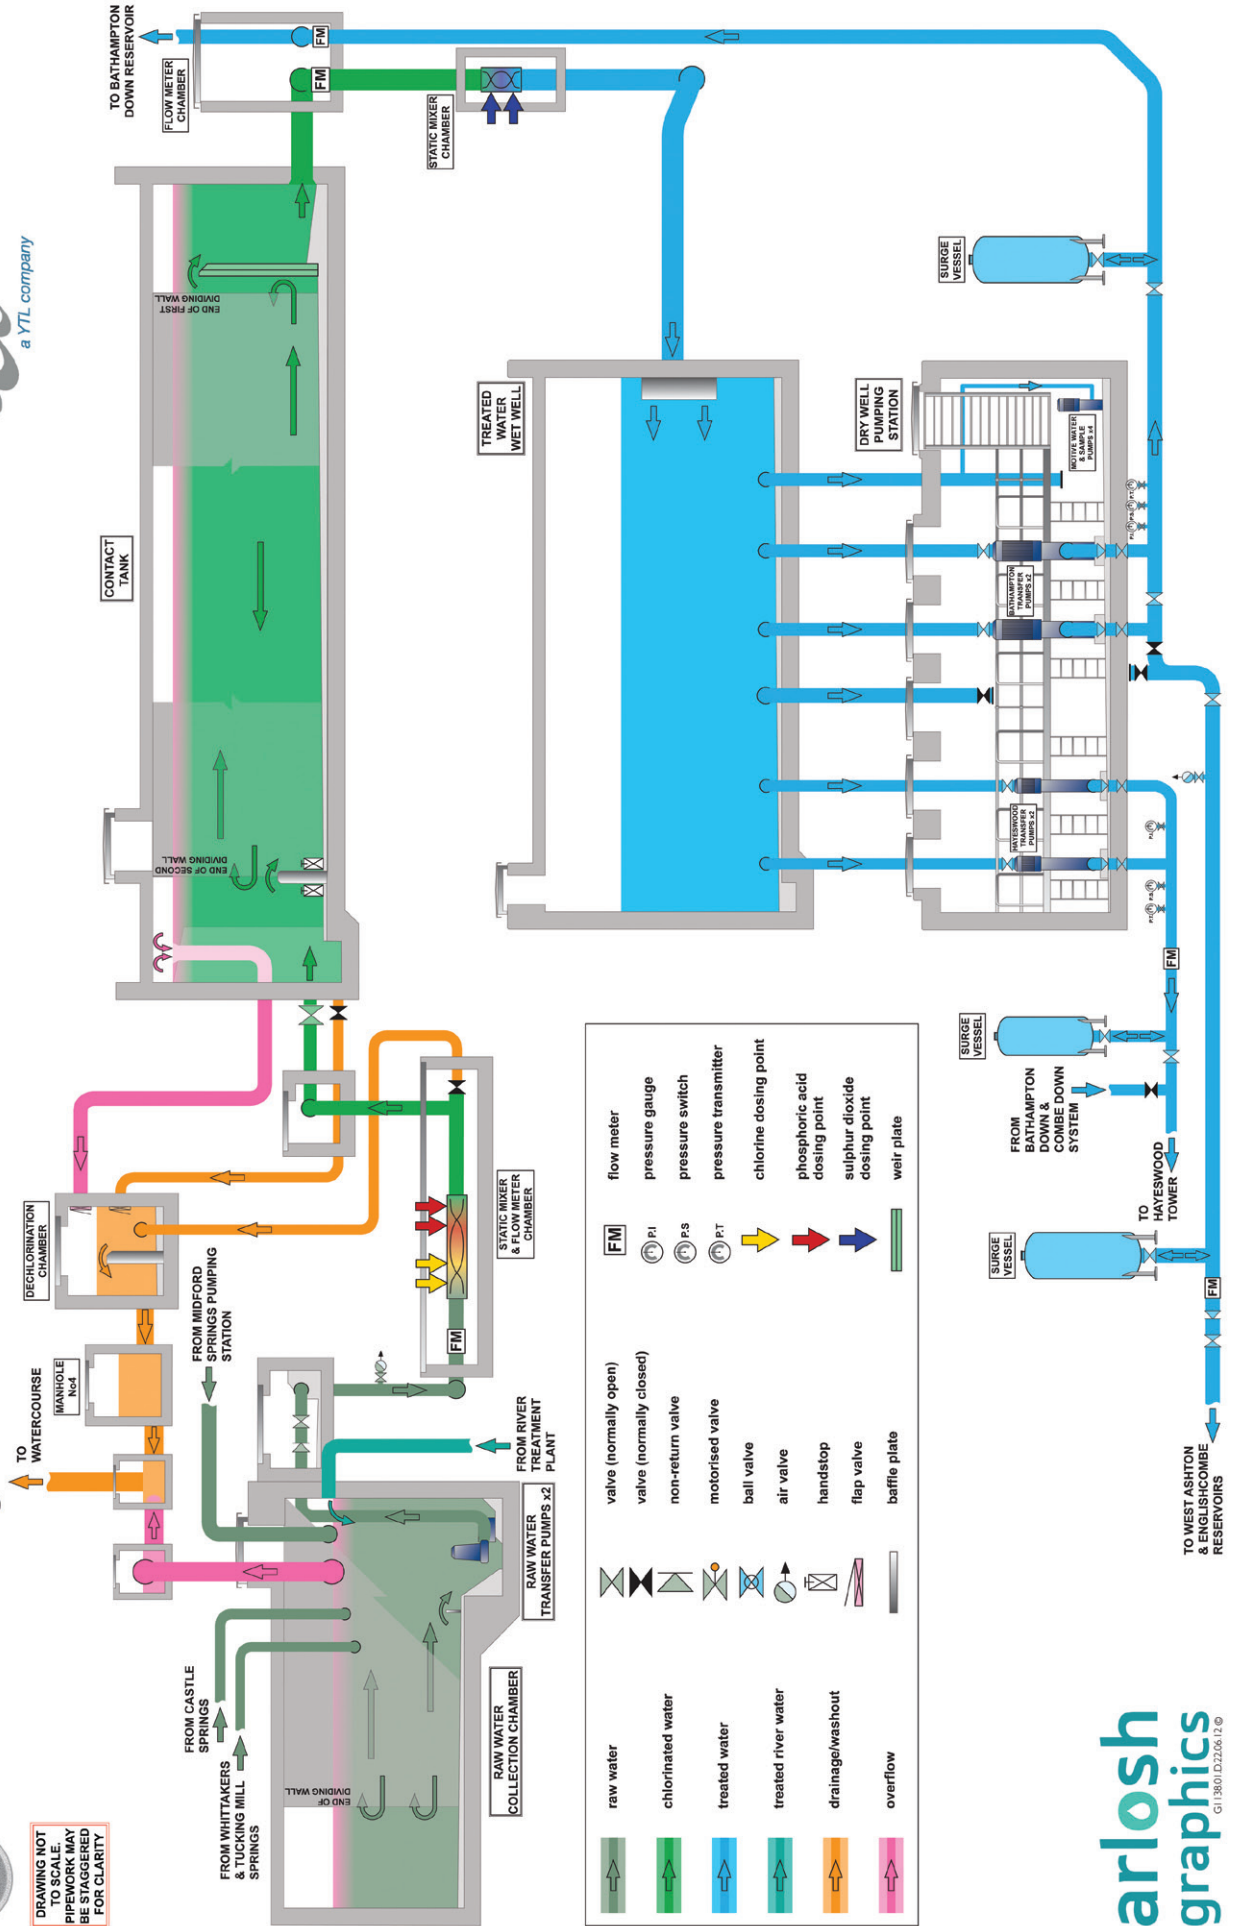 DRAWING NOT
TO SCALE.
PIPEWORK MAY
BE STAGGERED
FOR CLARITY
a YTL company
TO BATHAMPTON
DOWN RESERVOIR
FLOW METER
CHAMBER
FM
FM
STATIC MIXER
CHAMBER
CONTACT
TANK
END OF FIRST
DIVIDING WALL
END OF SECOND
DIVIDING WALL
TREATED
WATER
WET WELL
DRY WELL
PUMPING
STATION
SURGE
VESSEL
MOTIVE WATER
& SAMPLE
PUMPS x4
BATHAMPTON
TRANSFER
PUMPS x2
HAYESWOOD
TRANSFER
PUMPS x2
P.I
P.S
P.T
P.I
P.S
P.T
FM
SURGE
VESSEL
FROM
BATHAMPTON
DOWN &
COMBE DOWN
SYSTEM
TO
HAYESWOOD
TOWER
SURGE
VESSEL
FM
TO WEST ASHTON
& ENGLISHCOMBE
RESERVOIRS
DECHLORINATION
CHAMBER
STATIC MIXER
& FLOW METER
CHAMBER
FM
MANHOLE
No4
TO
WATERCOURSE
FROM MIDFORD
SPRINGS PUMPING
STATION
FROM RIVER
TREATMENT
PLANT
RAW WATER
TRANSFER PUMPS x2
FROM CASTLE
SPRINGS
FROM WHITTAKERS
& TUCKING MILL
SPRINGS
END OF
DIVIDING WALL
RAW WATER
COLLECTION CHAMBER
raw water
chlorinated water
treated water
treated river water
drainage/washout
overflow
valve (normally open)
valve (normally closed)
non-return valve
motorised valve
ball valve
air valve
handstop
flap valve
baffle plate
FM flow meter
P.I pressure gauge
P.S pressure switch
P.T pressure transmitter
chlorine dosing point
phosphoric acid
dosing point
sulphur dioxide
dosing point
weir plate
arlosh
graphics
G1138.01.D.22.06.12 ©